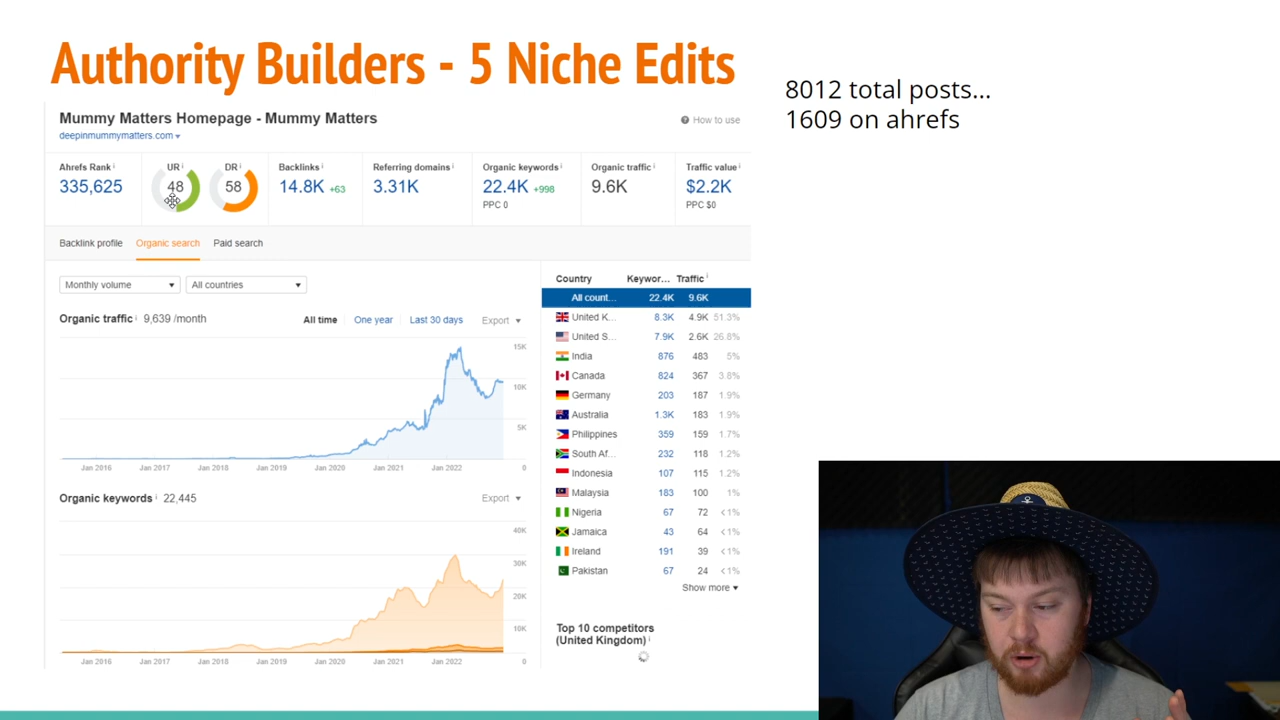 Authority Builders - 5 Niche Edits
8012 total posts...
1609 on ahrefs
Mummy Matters Homepage - Mummy Matters
How to use
deepinmummymatters.com
Ahrefs Rank UR DR Backlinks Referring domains Organic keywords Organic traffic Traffic value
335,625 48 58 14.8K +63 3.31K 22.4K +998 9.6K $2.2K
PPC 0 PPC $0
Backlink profile Organic search Paid search
Monthly volume All countries
Organic traffic 9,639 /month All time One year Last 30 days Export
15K
10K
5K
0
Jan 2016 Jan 2017 Jan 2018 Jan 2019 Jan 2020 Jan 2021 Jan 2022
Organic keywords 22,445 Export
40K
30K
20K
10K
0
Jan 2016 Jan 2017 Jan 2018 Jan 2019 Jan 2020 Jan 2021 Jan 2022
Country Keywor... Traffic
All count... 22.4K 9.6K
United K... 8.3K 4.9K 51.3%
United S... 7.9K 2.6K 26.8%
India 876 483 5%
Canada 824 367 3.8%
Germany 203 187 1.9%
Australia 1.3K 183 1.9%
Philippines 359 159 1.7%
South Af... 232 118 1.2%
Indonesia 107 115 1.2%
Malaysia 183 100 1%
Nigeria 67 72 <1%
Jamaica 43 64 <1%
Ireland 191 39 <1%
Pakistan 67 24 <1%
Show more
Top 10 competitors
(United Kingdom)